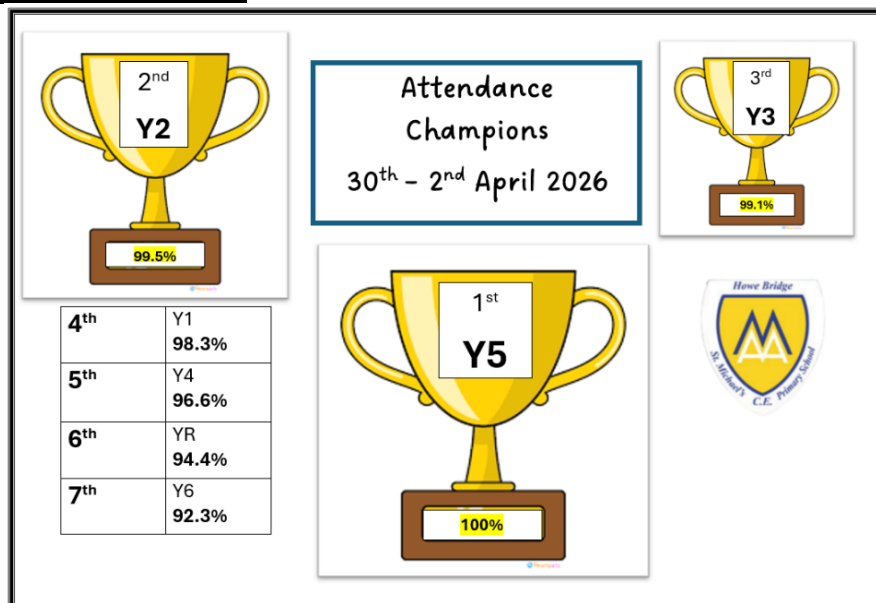 2nd
Y2
99.5%
Attendance
Champions
30th – 2nd April 2026
3rd
Y3
99.1%
1st
Y5
100%
4th Y1
98.3%
5th Y4
96.6%
6th YR
94.4%
7th Y6
92.3%
Howe Bridge
St. Michael's C.E. Primary School